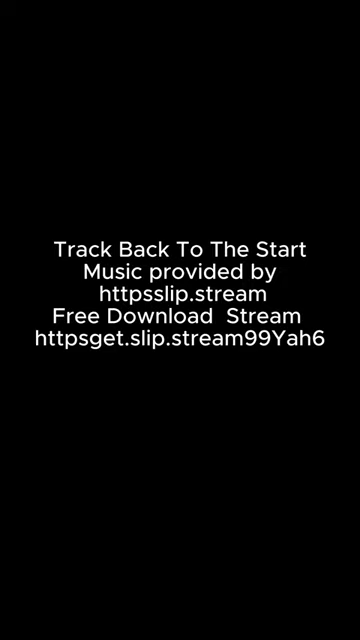 Track Back To The Start
Music provided by
httpsslip.stream
Free Download  Stream
httpsget.slip.stream99Yah6